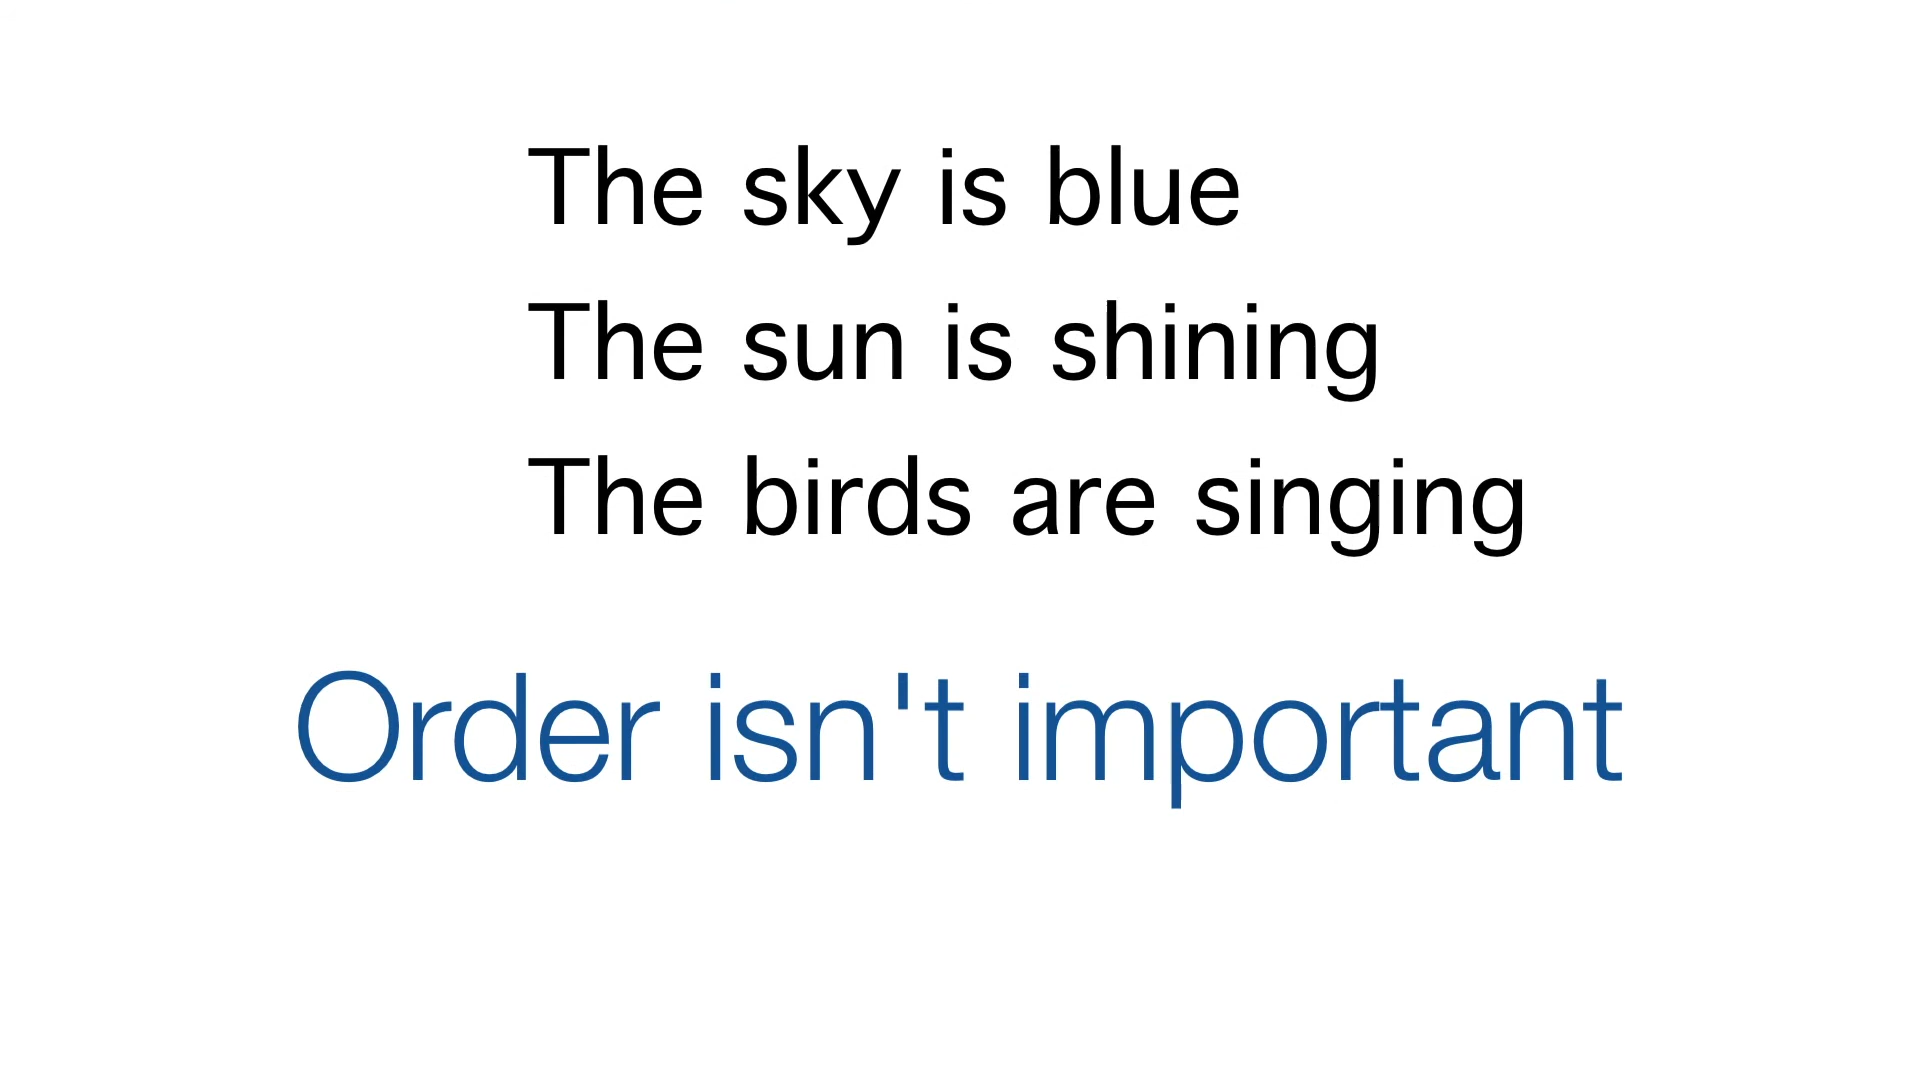 The sky is blue
The sun is shining
The birds are singing
Order isn't important